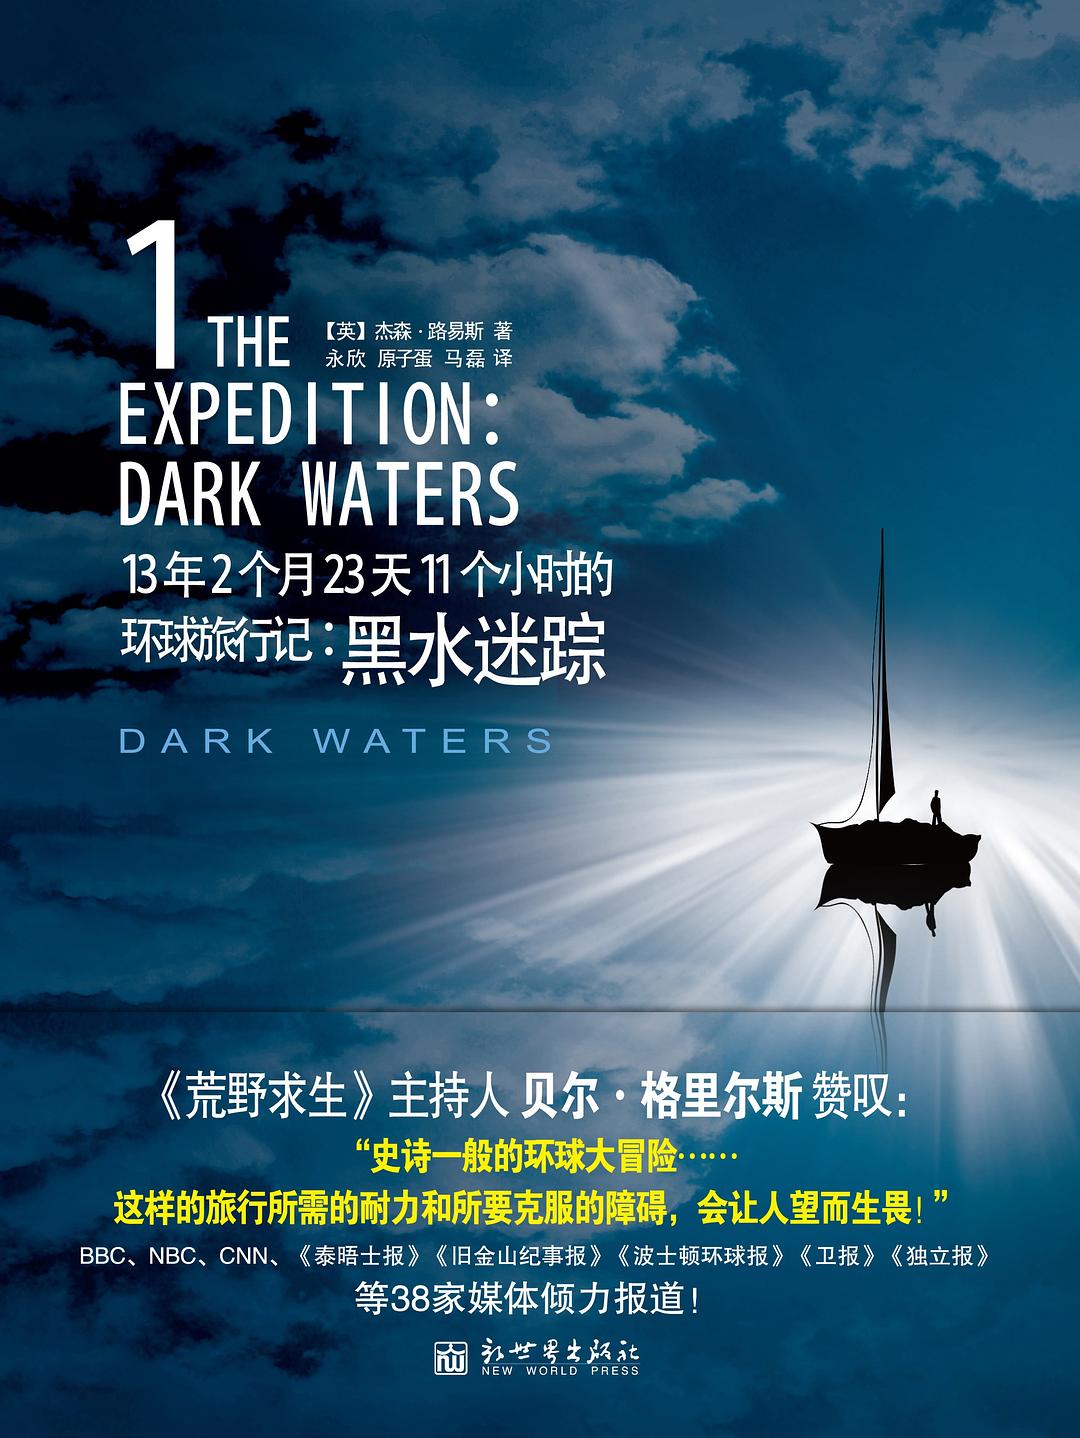 1 THE
【英】杰森·路易斯 著
永欣 原子蛋 马磊 译
EXPEDITION:
DARK WATERS
13年2个月23天11个小时的
环球旅行记：黑水迷踪
DARK WATERS
《荒野求生》主持人 贝尔·格里尔斯 赞叹：
“史诗一般的环球大冒险……
这样的旅行所需的耐力和所要克服的障碍，会让人望而生畏！”
BBC、NBC、CNN、《泰晤士报》《旧金山纪事报》《波士顿环球报》《卫报》《独立报》
等38家媒体倾力报道！
新世界出版社
NEW WORLD PRESS